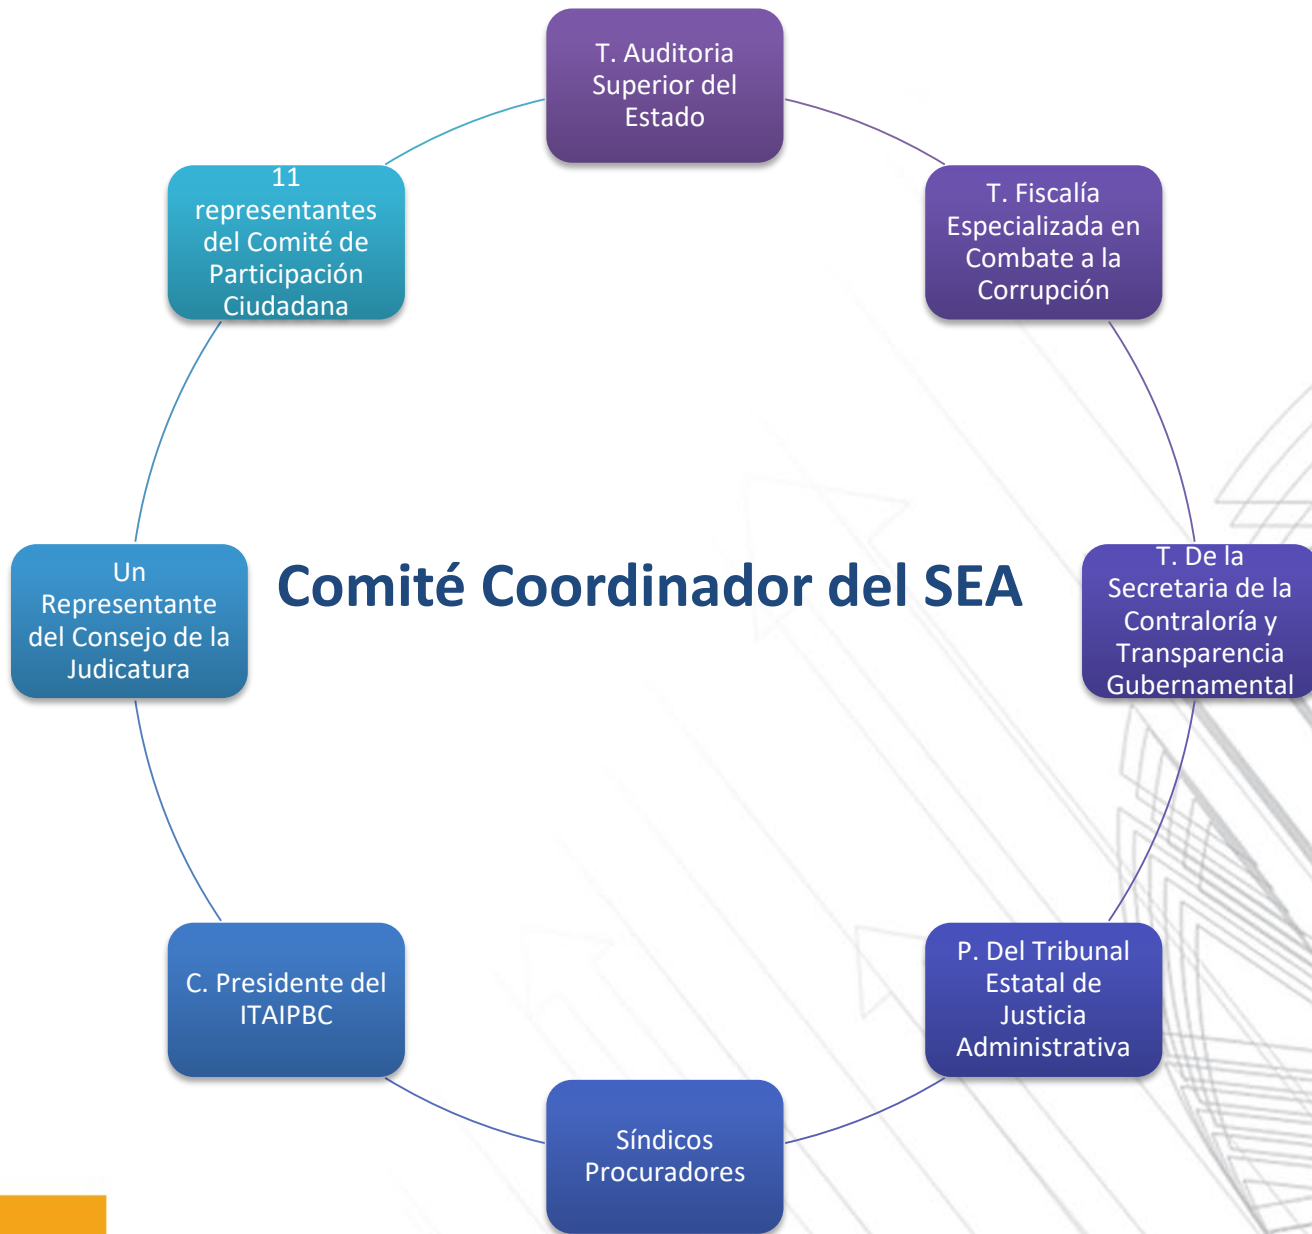 T. Auditoria
Superior del
Estado
T. Fiscalía
Especializada en
Combate a la
Corrupción
T. De la
Secretaria de la
Contraloría y
Transparencia
Gubernamental
P. Del Tribunal
Estatal de
Justicia
Administrativa
Síndicos
Procuradores
C. Presidente del
ITAIPBC
Un
Representante
del Consejo de la
Judicatura
11
representantes
del Comité de
Participación
Ciudadana
Comité Coordinador del SEA